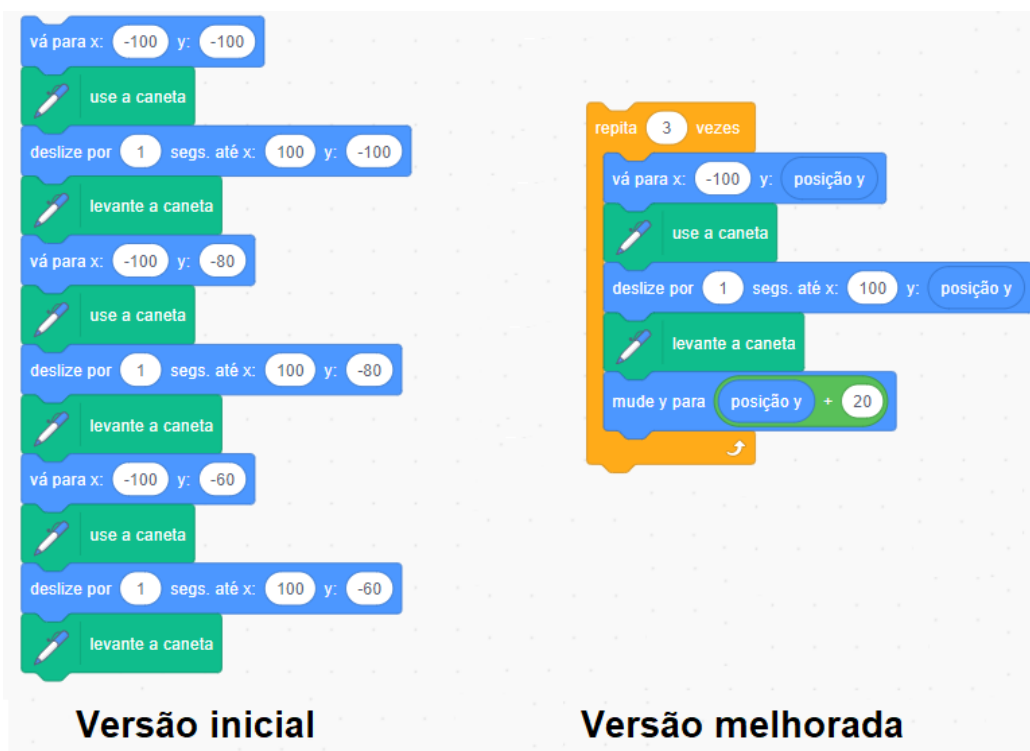 vá para x: -100 y: -100
use a caneta
deslize por 1 segs. até x: 100 y: -100
levante a caneta
vá para x: -100 y: -80
use a caneta
deslize por 1 segs. até x: 100 y: -80
levante a caneta
vá para x: -100 y: -60
use a caneta
deslize por 1 segs. até x: 100 y: -60
levante a caneta
Versão inicial
repita 3 vezes
vá para x: -100 y: posição y
use a caneta
deslize por 1 segs. até x: 100 y: posição y
levante a caneta
mude y para posição y + 20
Versão melhorada